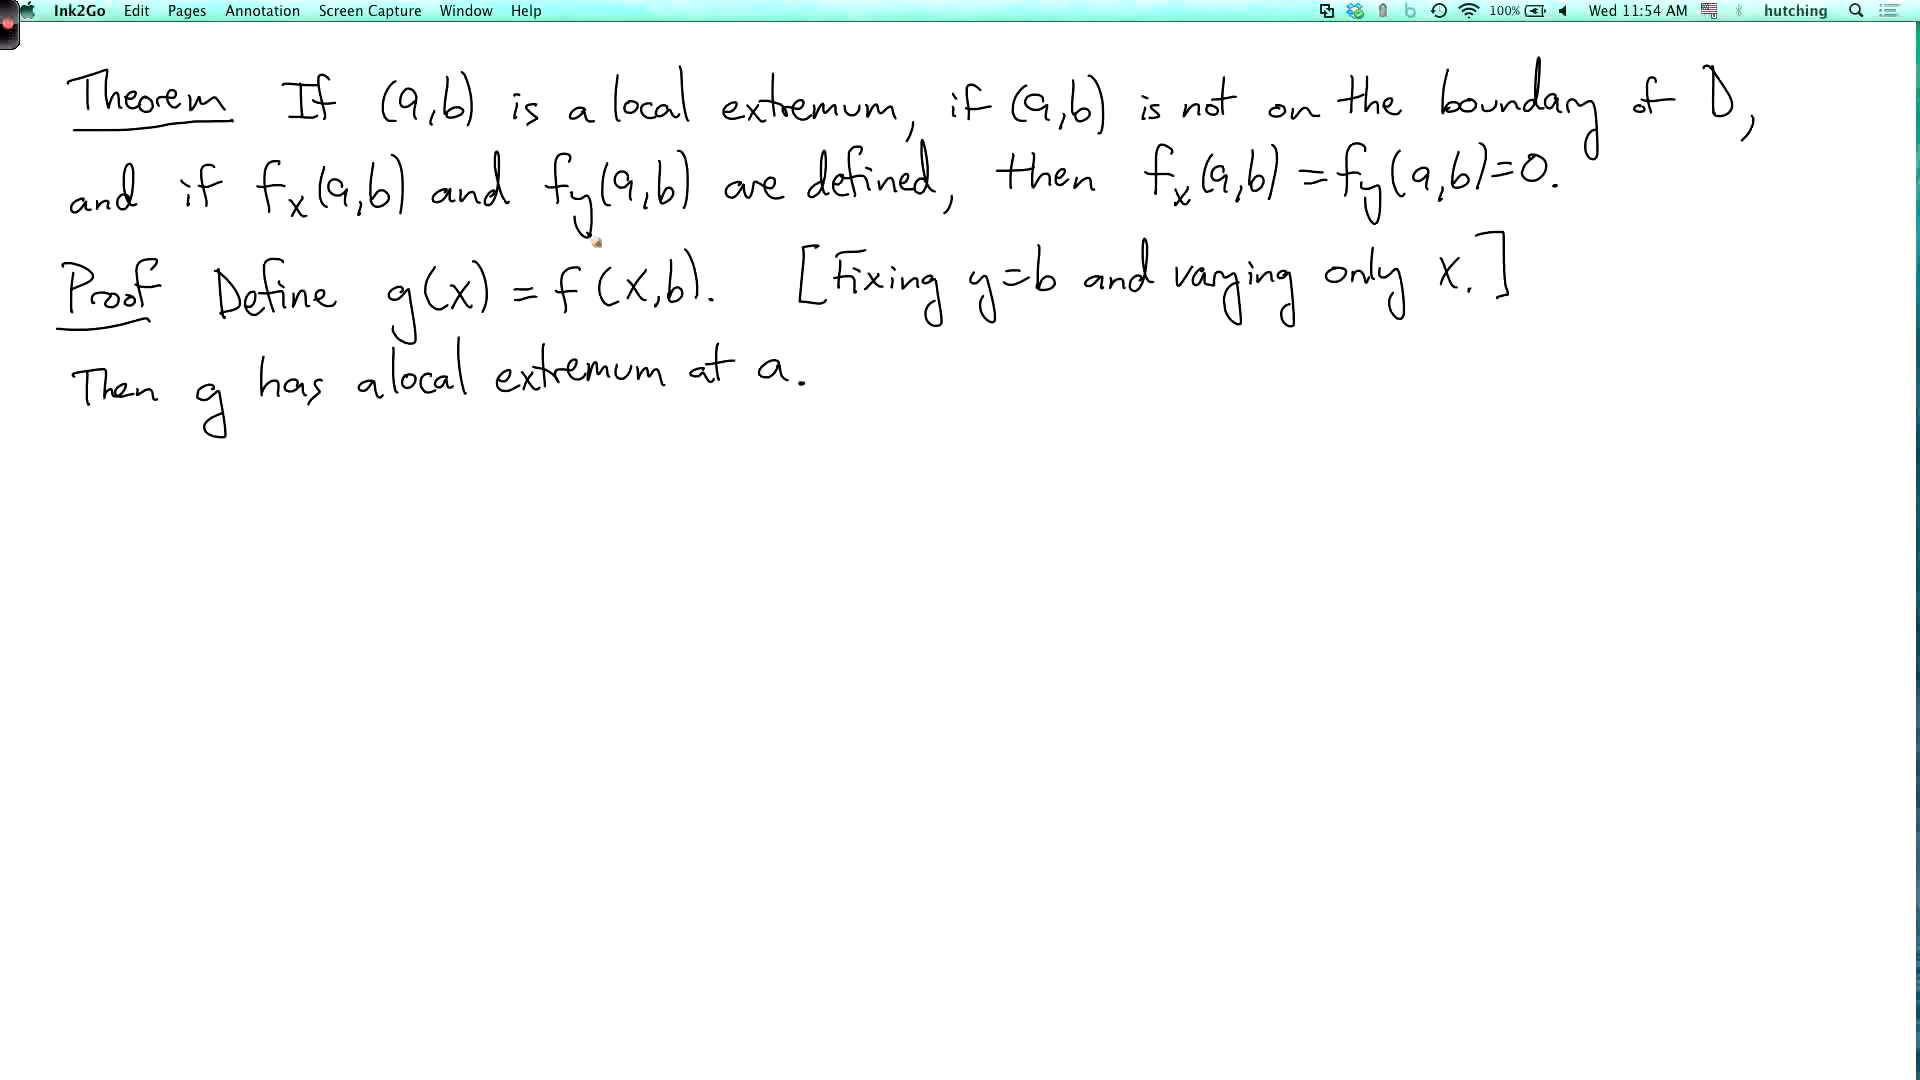 Ink2Go Edit Pages Annotation Screen Capture Window Help 100% Wed 11:54 AM hutching
Theorem If (a,b) is a local extremum, if (a,b) is not on the boundary of D,
and if fx(a,b) and fy(a,b) are defined, then fx(a,b) = fy(a,b)=0.
Proof Define g(x) = f(x,b). [Fixing y=b and varying only x.]
Then g has a local extremum at a.